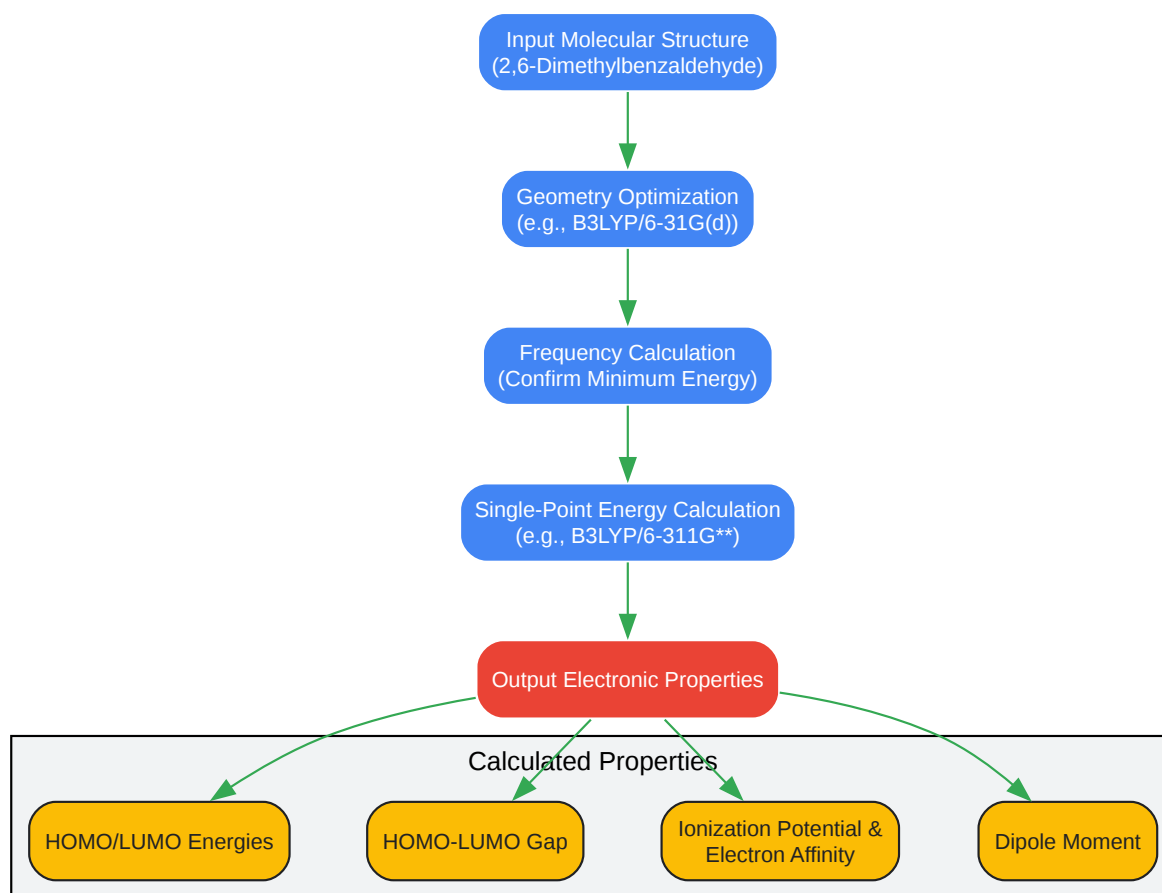 Input Molecular Structure
(2,6-Dimethylbenzaldehyde)
Geometry Optimization
(e.g., B3LYP/6-31G(d))
Frequency Calculation
(Confirm Minimum Energy)
Single-Point Energy Calculation
(e.g., B3LYP/6-311G**)
Output Electronic Properties
Calculated Properties
HOMO/LUMO Energies
HOMO-LUMO Gap
Ionization Potential &
Electron Affinity
Dipole Moment